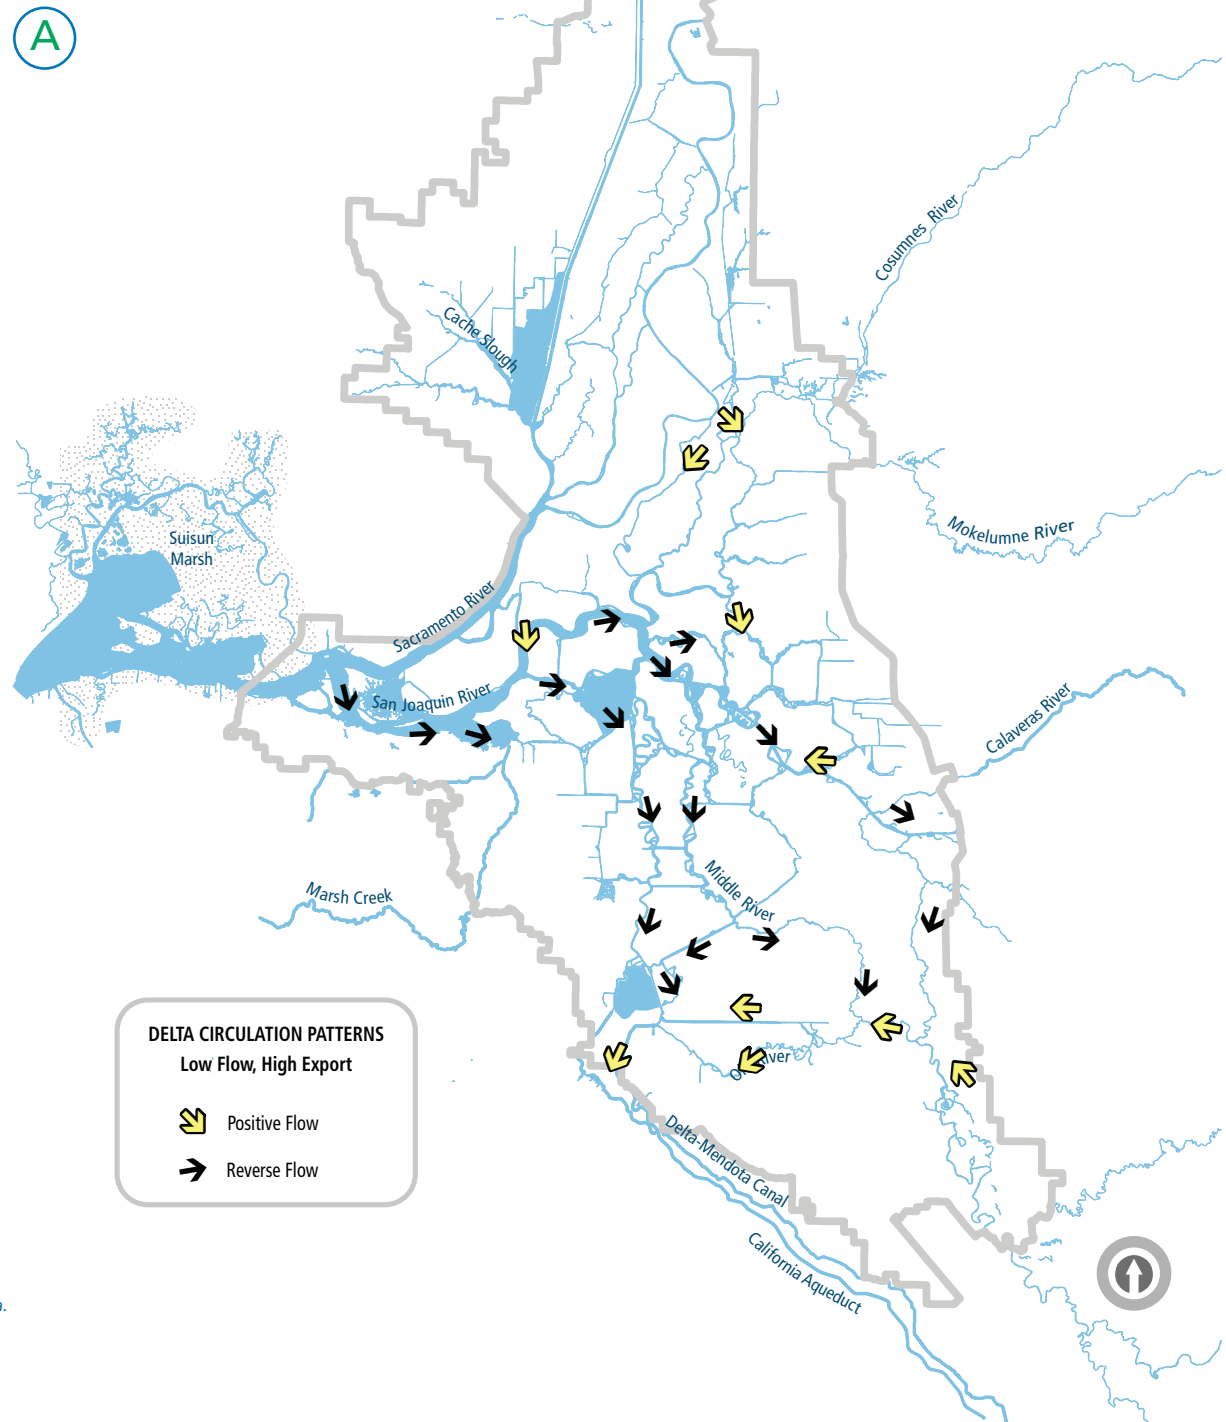 A
Cosumnes River
Cache Slough
Mokelumne River
Suisun
Marsh
Sacramento River
San Joaquin River
Calaveras River
Middle River
Marsh Creek
DELTA CIRCULATION PATTERNS
Low Flow, High Export
Positive Flow
Reverse Flow
River
Delta-Mendota Canal
California Aqueduct